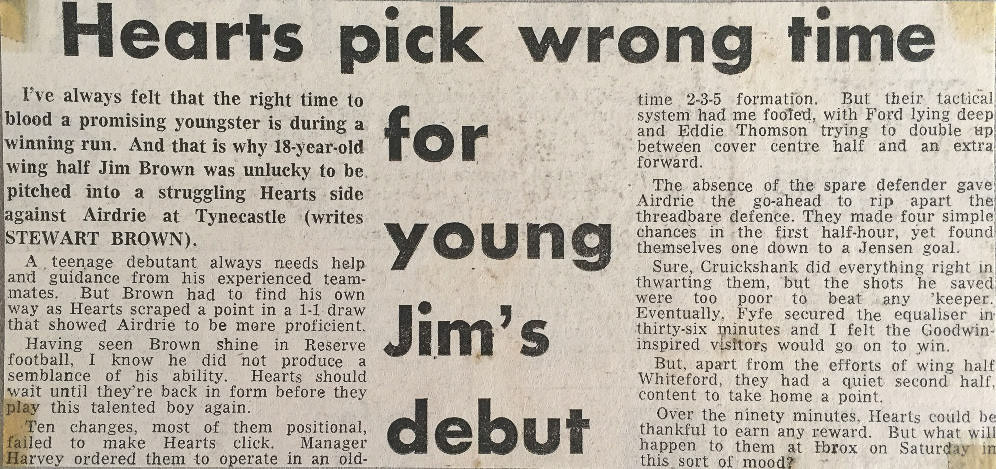 Hearts pick wrong time
for
young
Jim's
debut
I've always felt that the right time to
blood a promising youngster is during a
winning run. And that is why 18-year-old
wing half Jim Brown was unlucky to be
pitched into a struggling Hearts side
against Airdrie at Tynecastle (writes
STEWART BROWN).
A teenage debutant always needs help
and guidance from his experienced team-
mates. But Brown had to find his own
way as Hearts scraped a point in a 1-1 draw
that showed Airdrie to be more proficient.
Having seen Brown shine in Reserve
football, I know he did not produce a
semblance of his ability. Hearts should
wait until they're back in form before they
play this talented boy again.
Ten changes, most of them positional,
failed to make Hearts click. Manager
Harvey ordered them to operate in an old-
time 2-3-5 formation. But their tactical
system had me fooled, with Ford lying deep
and Eddie Thomson trying to double up
between cover centre half and an extra
forward.
The absence of the spare defender gave
Airdrie the go-ahead to rip apart the
threadbare defence. They made four simple
chances in the first half-hour, yet found
themselves one down to a Jensen goal.
Sure, Cruickshank did everything right in
thwarting them, but the shots he saved
were too poor to beat any 'keeper.
Eventually, Fyfe secured the equaliser in
thirty-six minutes and I felt the Goodwin-
inspired visitors would go on to win.
But, apart from the efforts of wing half
Whiteford, they had a quiet second half,
content to take home a point.
Over the ninety minutes, Hearts could be
thankful to earn any reward. But what will
happen to them at Ibrox on Saturday in
this sort of mood?